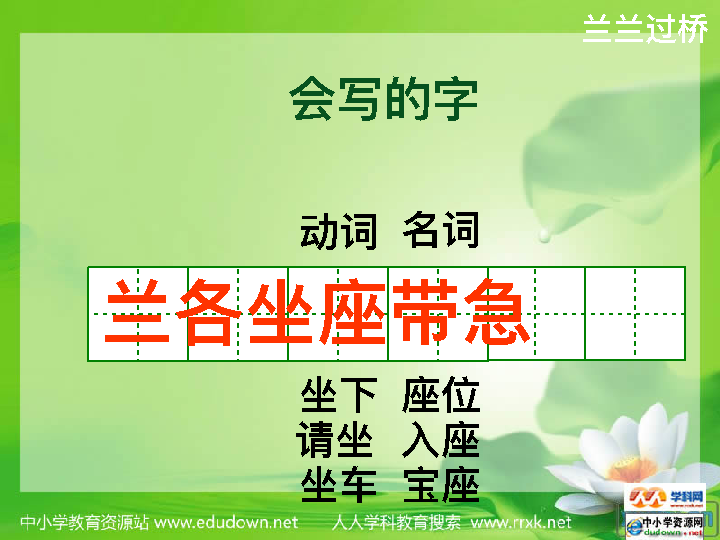 兰兰过桥
会写的字
动词 名词
兰各坐座带急
坐下 座位
请坐 入座
坐车 宝座
学科网
中小学资源网
edudown.net
中小学教育资源站 www.edudown.net 人人学科教育搜索 www.rrxk.net